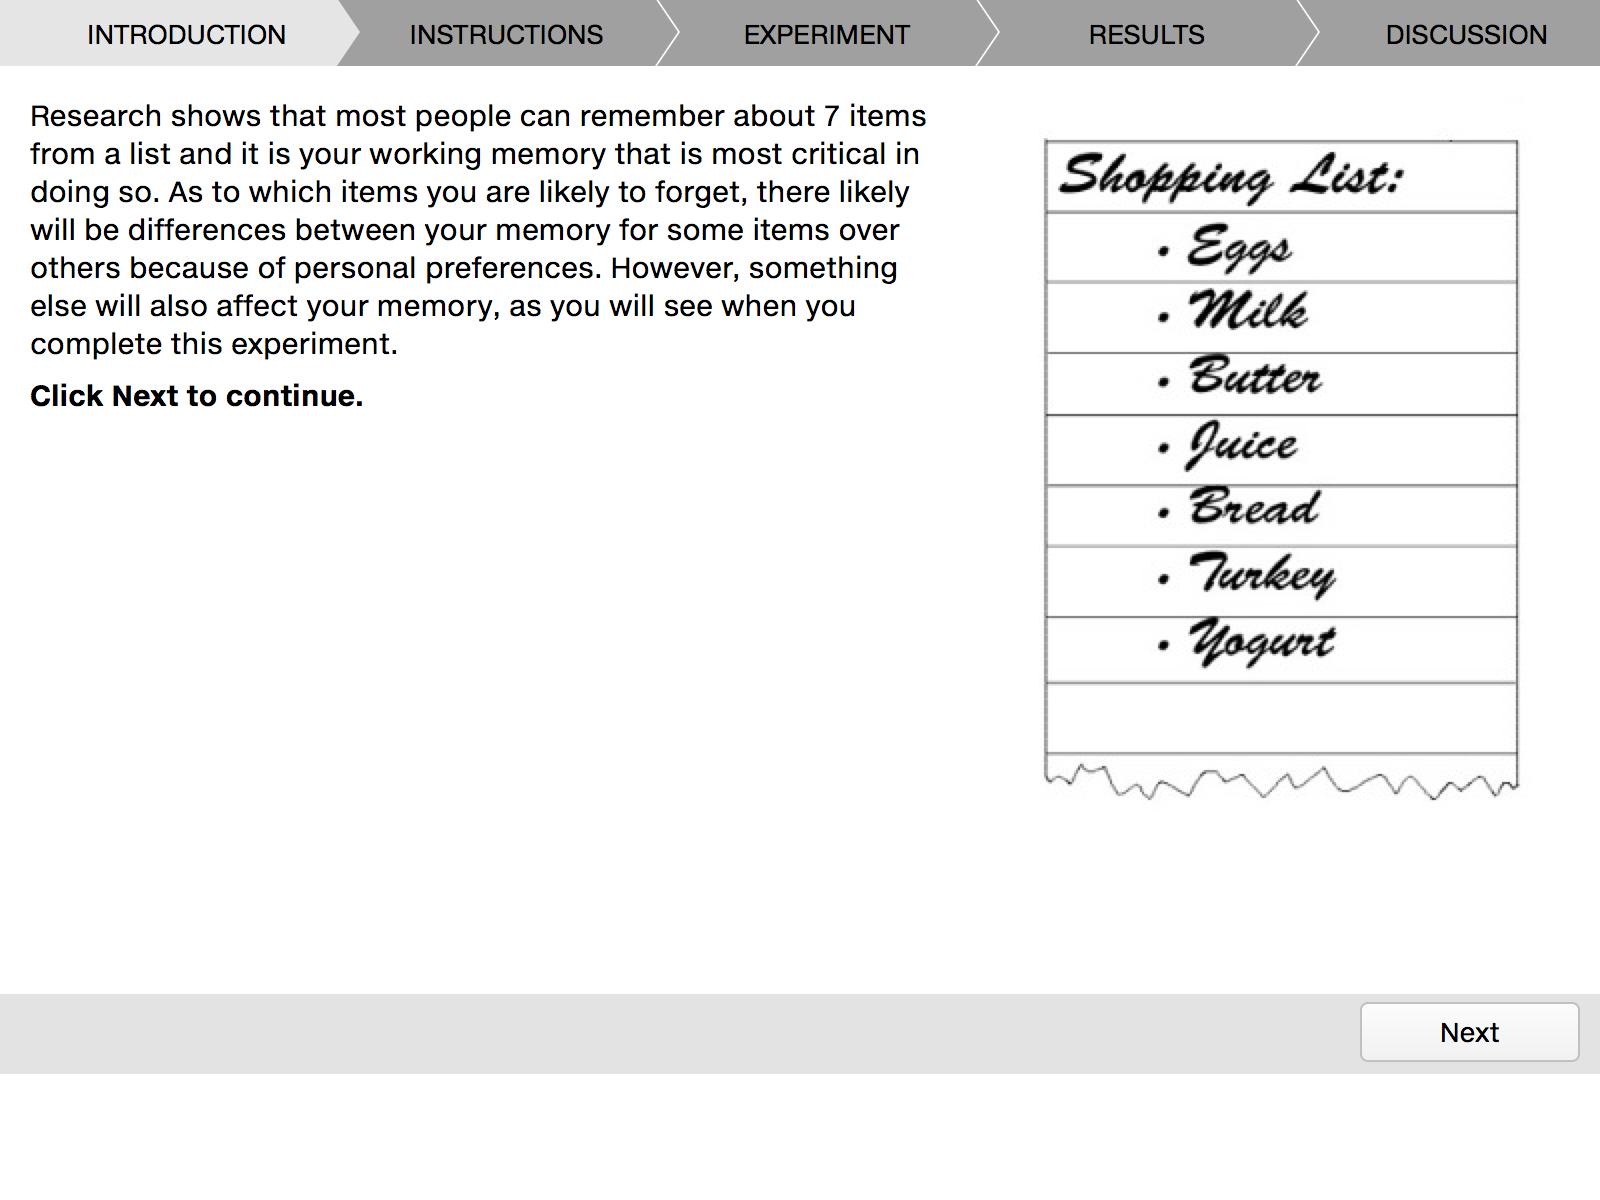 INTRODUCTION
INSTRUCTIONS
EXPERIMENT
RESULTS
DISCUSSION
Research shows that most people can remember about 7 items
from a list and it is your working memory that is most critical in
doing so. As to which items you are likely to forget, there likely
will be differences between your memory for some items over
others because of personal preferences. However, something
else will also affect your memory, as you will see when you
complete this experiment.
Click Next to continue.
Shopping List:
• Eggs
• Milk
• Butter
• Juice
• Bread
• Turkey
• Yogurt
Next